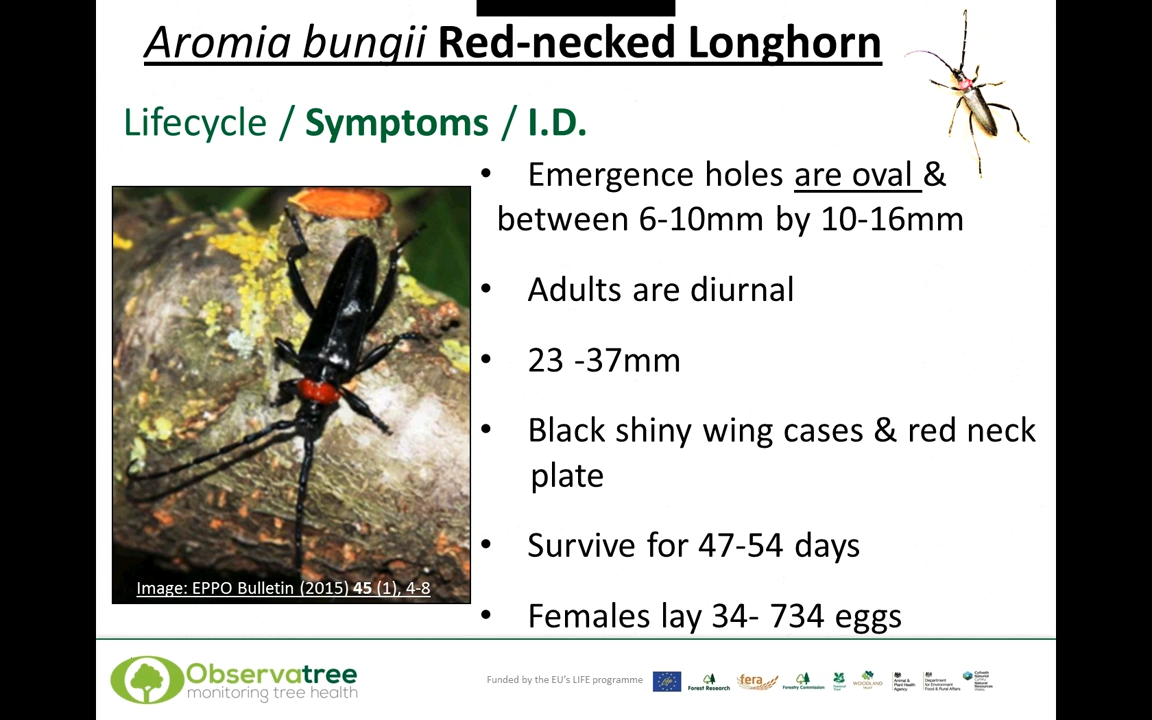 Aromia bungii Red-necked Longhorn
Lifecycle / Symptoms / I.D.
• Emergence holes are oval &
between 6-10mm by 10-16mm
• Adults are diurnal
• 23 -37mm
• Black shiny wing cases & red neck
plate
• Survive for 47-54 days
• Females lay 34- 734 eggs
Image: EPPO Bulletin (2015) 45 (1), 4-8
Observatree
monitoring tree health
Funded by the EU's LIFE programme
Forest Research
fera
Forestry Commission